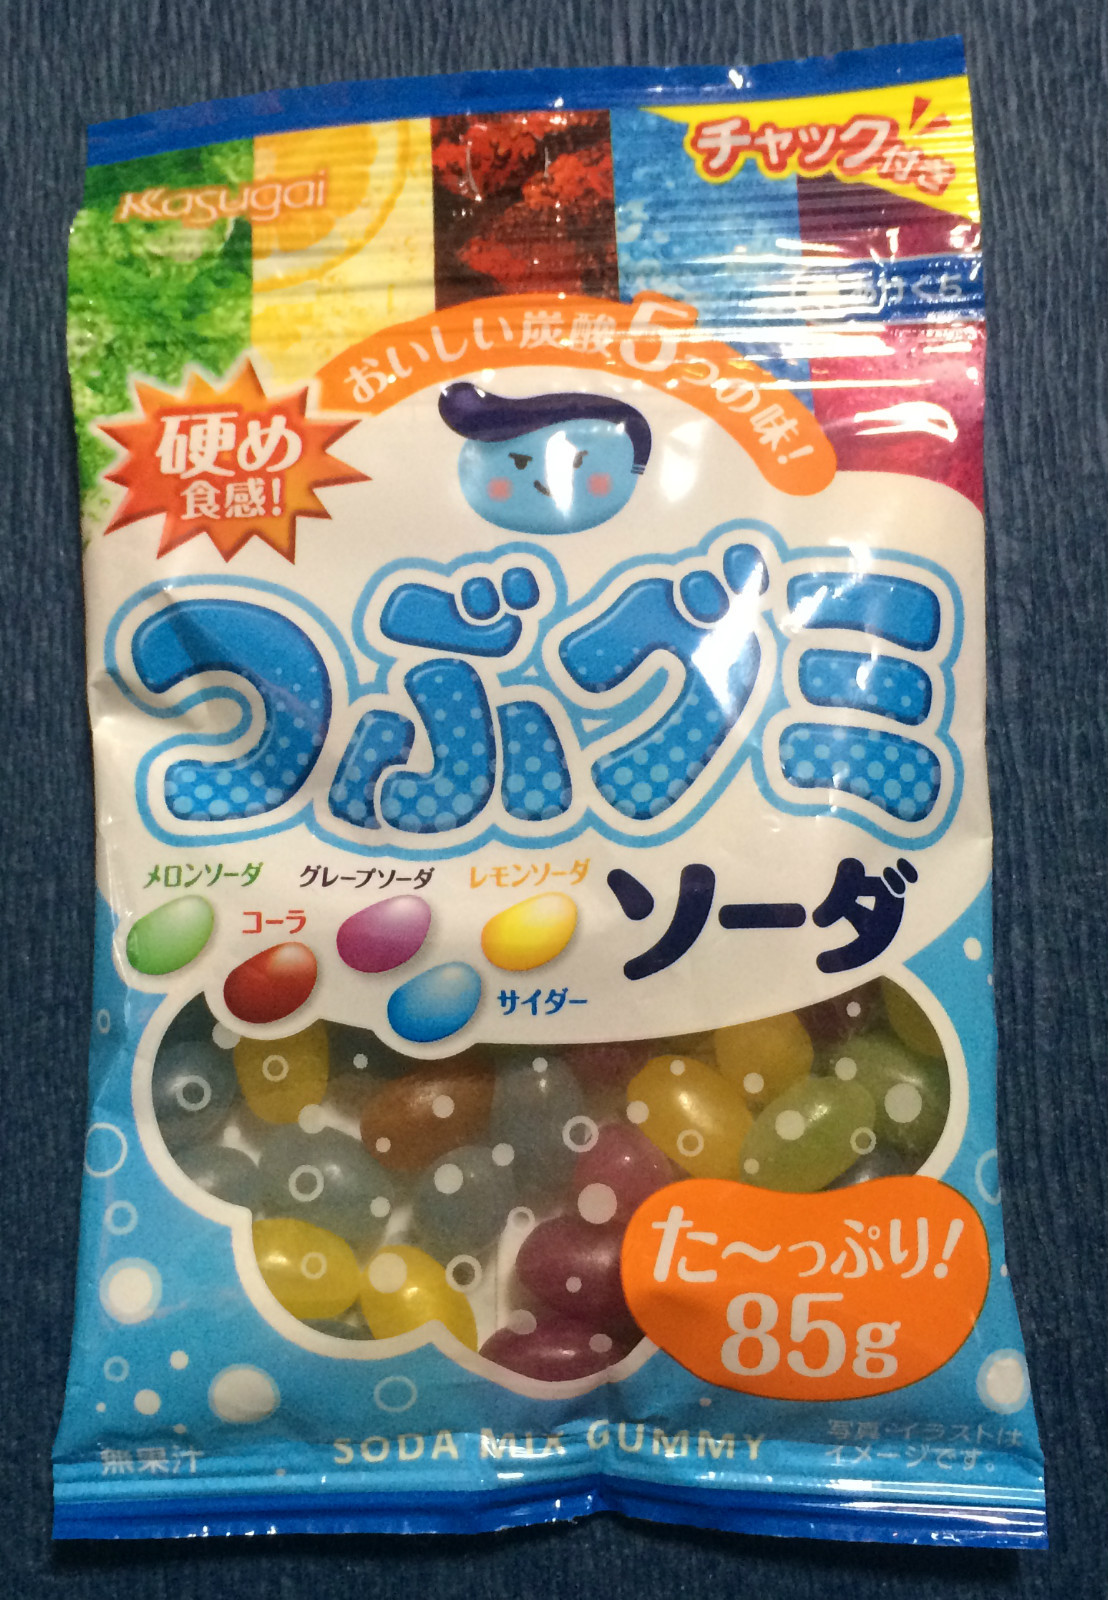 Kasugai
チャック付き
あけくち
おいしい炭酸5つの味!
硬め
食感!
つぶグミ
ソーダ
メロンソーダ
グレープソーダ
レモンソーダ
コーラ
サイダー
た〜っぷり!
85g
無果汁
SODA MIX GUMMY
写真・イラストは
イメージです。